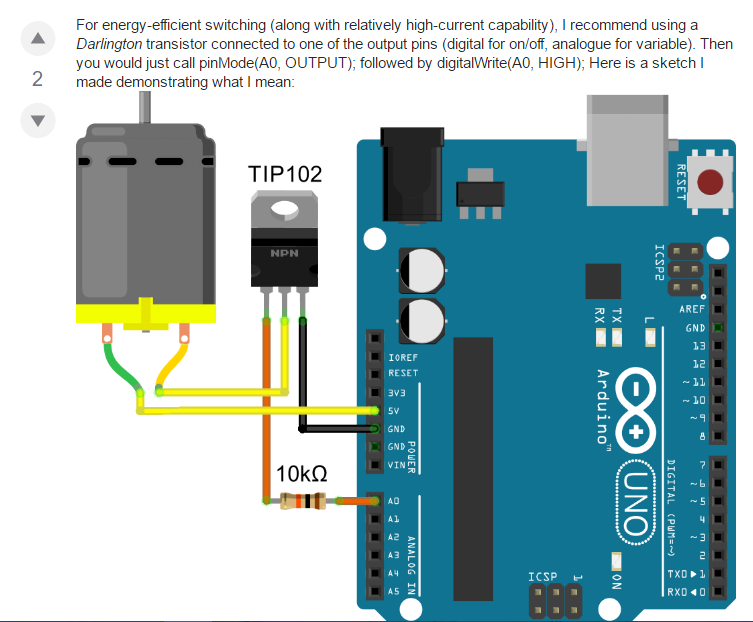 For energy-efficient switching (along with relatively high-current capability), I recommend using a
Darlington transistor connected to one of the output pins (digital for on/off, analogue for variable). Then
you would just call pinMode(A0, OUTPUT); followed by digitalWrite(A0, HIGH); Here is a sketch I
made demonstrating what I mean:
2
TIP102
NPN
10kΩ
RESET
ICSP2
AREF
GND
13
12
~ 11
~ 10
~ 9
8
7
~ 6
~ 5
4
~ 3
2
TXD ▶ 1
RXD ◀ 0
DIGITAL (PWM=~)
RX
TX
L
Arduino™
UNO
ON
ICSP
1
IOREF
RESET
3V3
5V
GND
GND
VIN
POWER
A0
A1
A2
A3
A4
A5
ANALOG IN